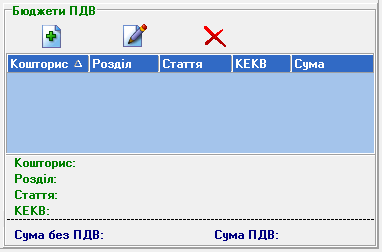 Бюджети ПДВ
Кошторис Розділ Стаття КЕКВ Сума
Кошторис:
Розділ:
Стаття:
КЕКВ:
Сума без ПДВ: Сума ПДВ: